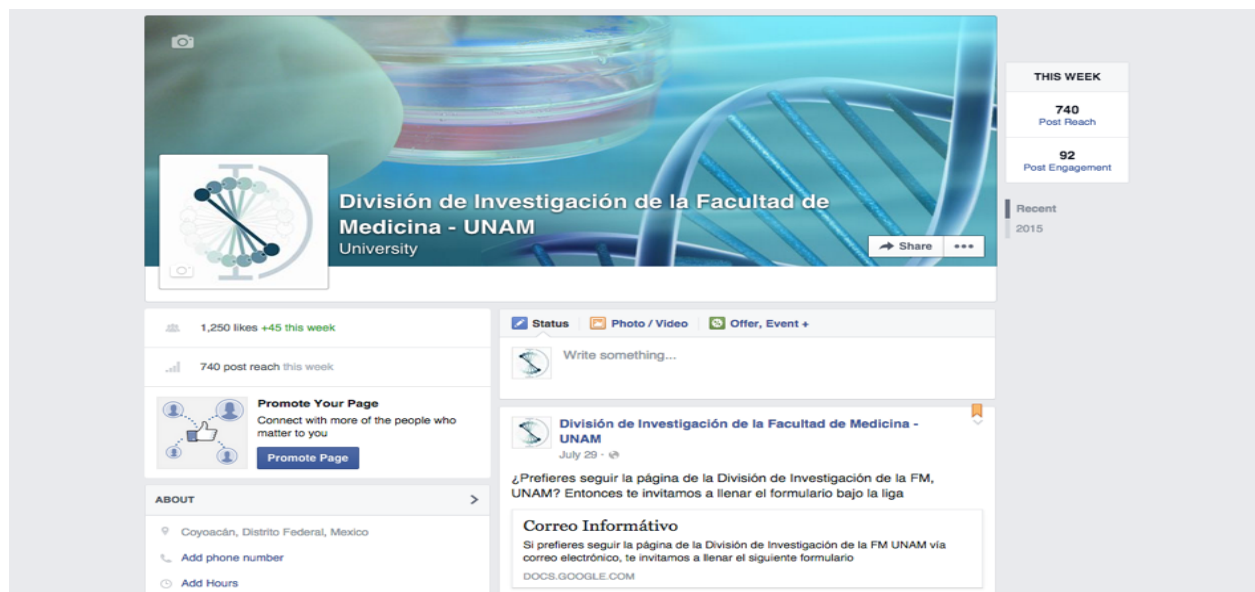 División de Investigación de la Facultad de
Medicina - UNAM
University
Share
THIS WEEK
740
Post Reach
92
Post Engagement
Recent
2015
1,250 likes +45 this week
740 post reach this week
Promote Your Page
Connect with more of the people who
matter to you
Promote Page
ABOUT
Coyoacán, Distrito Federal, Mexico
Add phone number
Add Hours
Status Photo / Video Offer, Event +
Write something...
División de Investigación de la Facultad de Medicina -
UNAM
July 29 ·
¿Prefieres seguir la página de la División de Investigación de la FM,
UNAM? Entonces te invitamos a llenar el formulario bajo la liga
Correo Informátivo
Si prefieres seguir la página de la División de Investigación de la FM UNAM vía
correo electrónico, te invitamos a llenar el siguiente formulario
DOCS.GOOGLE.COM